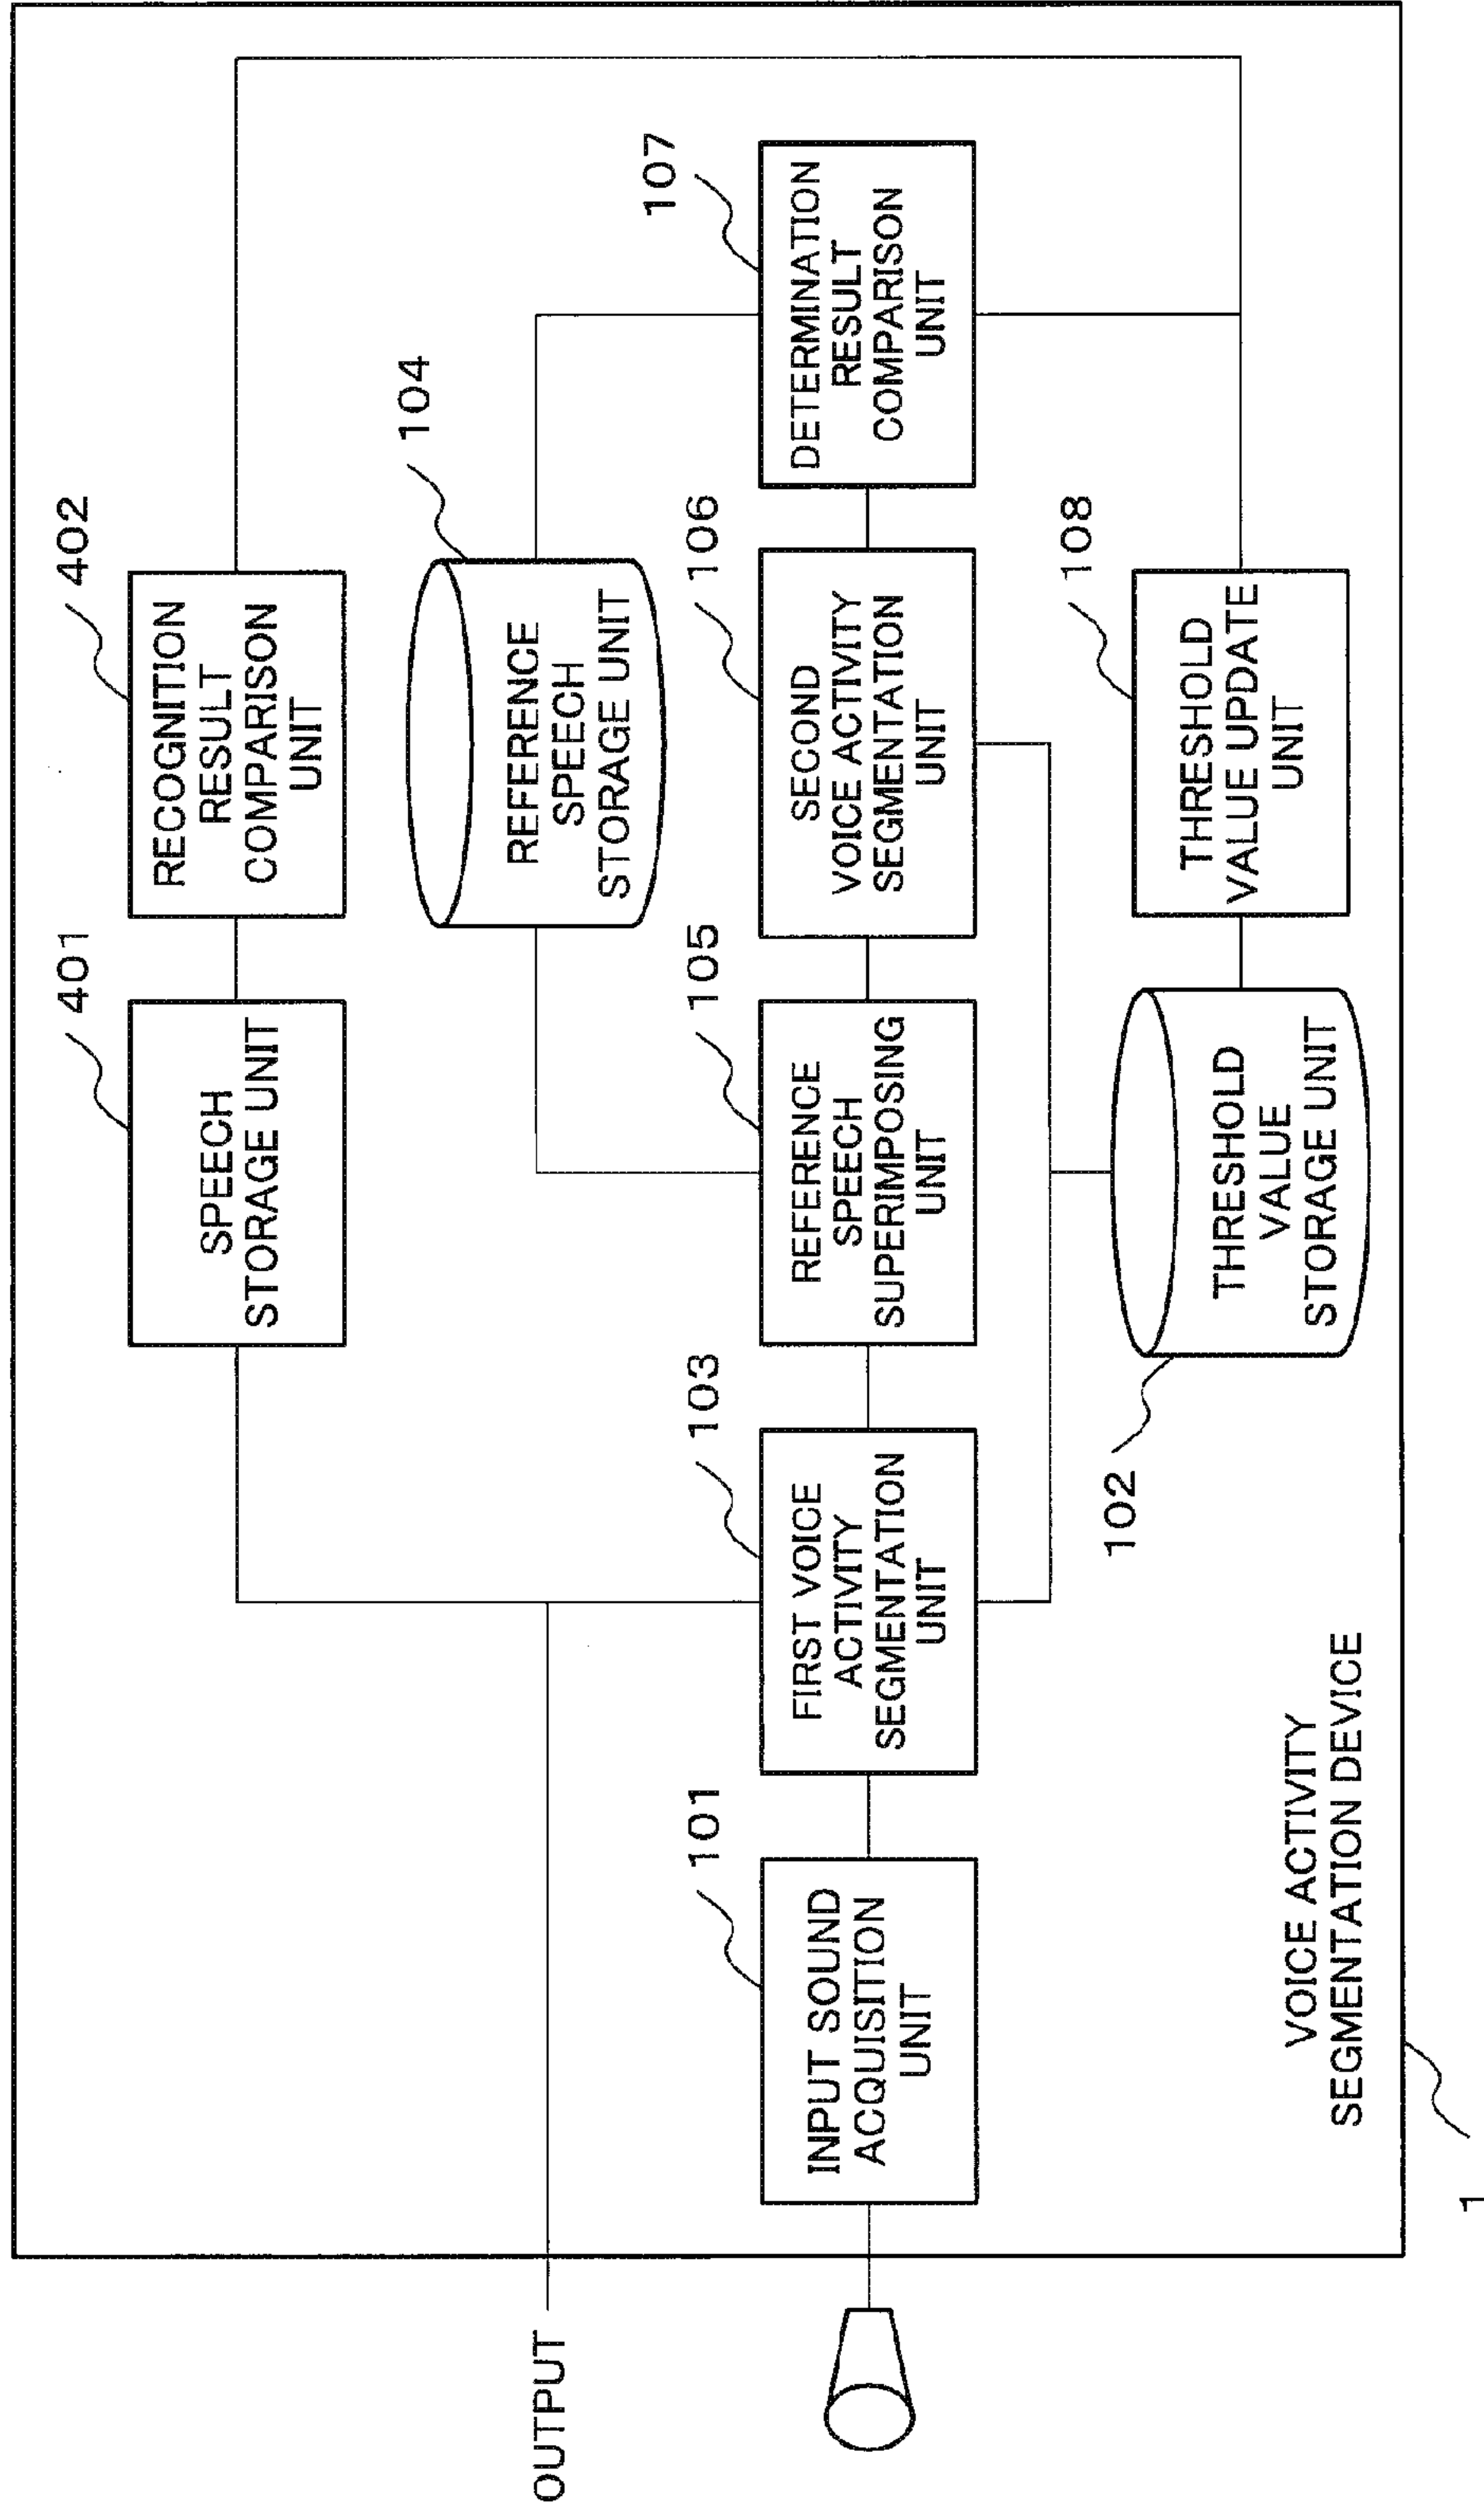 401
SPEECH
STORAGE UNIT
402
RECOGNITION
RESULT
COMPARISON
UNIT
104
REFERENCE
SPEECH
STORAGE UNIT
OUTPUT
101
INPUT SOUND
ACQUISITION
UNIT
103
FIRST VOICE
ACTIVITY
SEGMENTATION
UNIT
105
REFERENCE
SPEECH
SUPERIMPOSING
UNIT
106
SECOND
VOICE ACTIVITY
SEGMENTATION
UNIT
107
DETERMINATION
RESULT
COMPARISON
UNIT
102
THRESHOLD
VALUE
STORAGE UNIT
108
THRESHOLD
VALUE UPDATE
UNIT
VOICE ACTIVITY
SEGMENTATION DEVICE
1